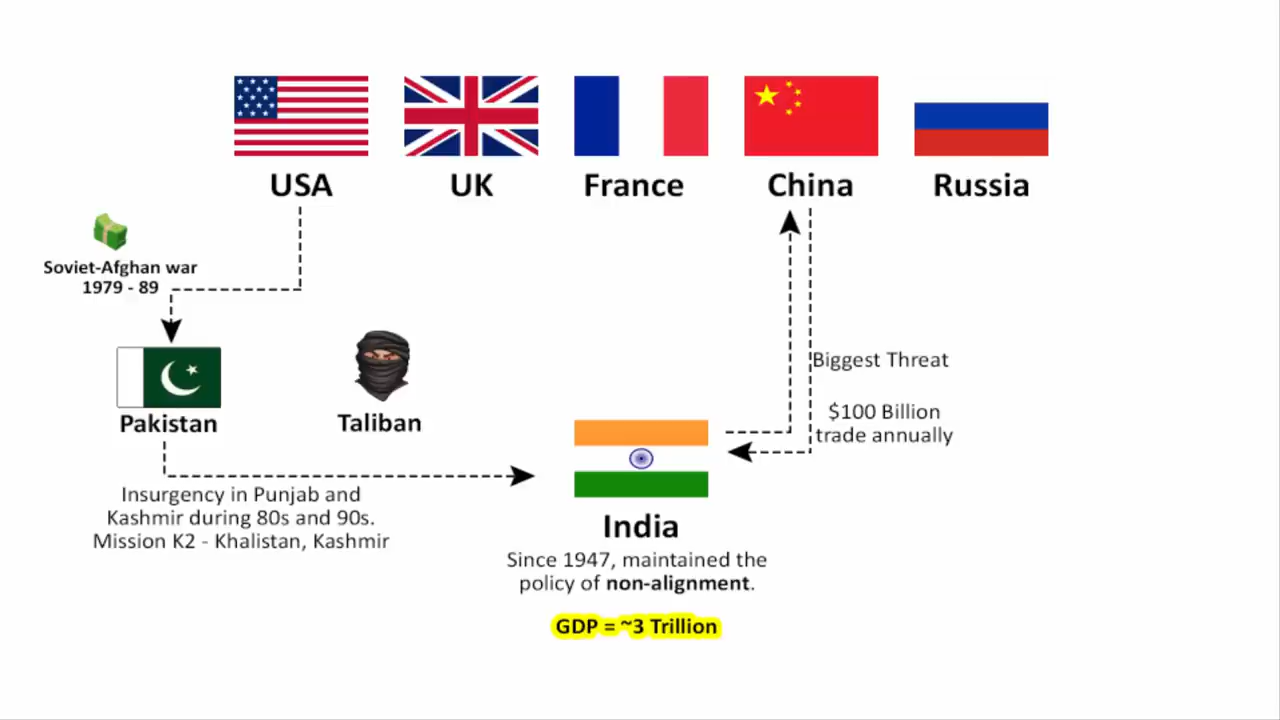 USA
UK
France
China
Russia
Soviet-Afghan war
1979 - 89
Pakistan
Taliban
Biggest Threat
$100 Billion
trade annually
Insurgency in Punjab and
Kashmir during 80s and 90s.
Mission K2 - Khalistan, Kashmir
India
Since 1947, maintained the
policy of non-alignment.
GDP = ~3 Trillion